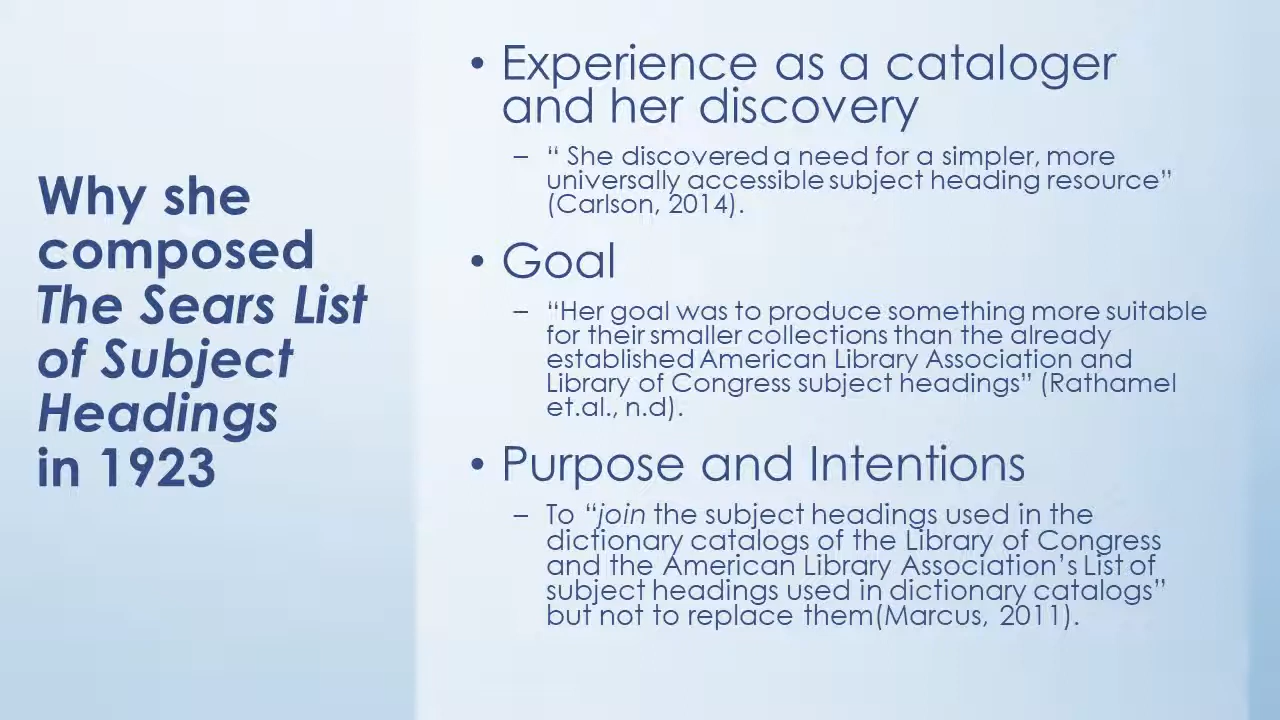 Why she
composed
The Sears List
of Subject
Headings
in 1923
• Experience as a cataloger
and her discovery
– “ She discovered a need for a simpler, more
universally accessible subject heading resource”
(Carlson, 2014).
• Goal
– “Her goal was to produce something more suitable
for their smaller collections than the already
established American Library Association and
Library of Congress subject headings” (Rathamel
et.al., n.d).
• Purpose and Intentions
– To “join the subject headings used in the
dictionary catalogs of the Library of Congress
and the American Library Association’s List of
subject headings used in dictionary catalogs”
but not to replace them(Marcus, 2011).